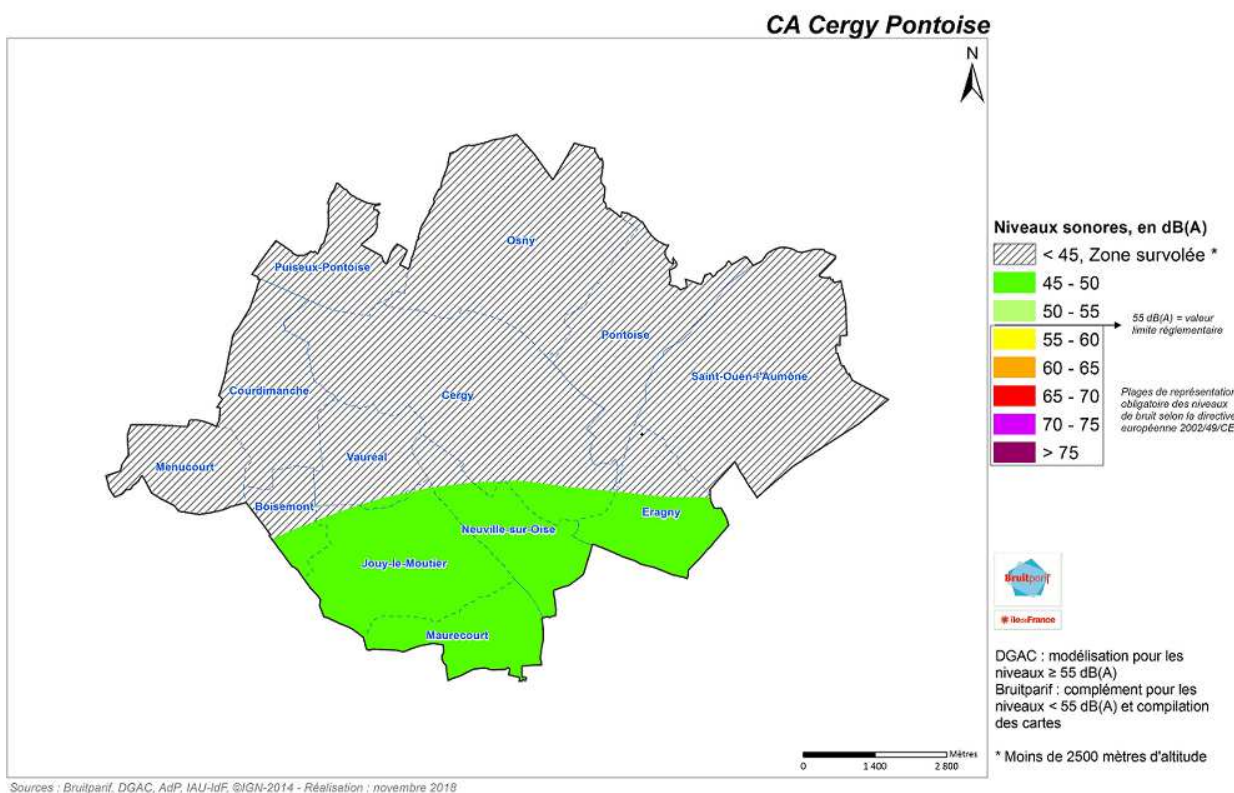 CA Cergy Pontoise
N
Osny
Puiseux-Pontoise
Pontoise
Saint-Ouen-l'Aumône
Courdimanche
Cergy
Vauréal
Menucourt
Boisemont
Eragny
Neuville-sur-Oise
Jouy-le-Moutier
Maurecourt
Niveaux sonores, en dB(A)
< 45, Zone survolée *
45 - 50
50 - 55
55 - 60
60 - 65
65 - 70
70 - 75
> 75
55 dB(A) = valeur
limite réglementaire
Plages de représentation
obligatoire des niveaux
de bruit selon la directive
européenne 2002/49/CE
Bruitparif
îledeFrance
DGAC : modélisation pour les
niveaux ≥ 55 dB(A)
Bruitparif : complément pour les
niveaux < 55 dB(A) et compilation
des cartes
* Moins de 2500 mètres d'altitude
Mètres
0 1 400 2 800
Sources : Bruitparif, DGAC, AdP, IAU-IdF, ©IGN-2014 - Réalisation : novembre 2018